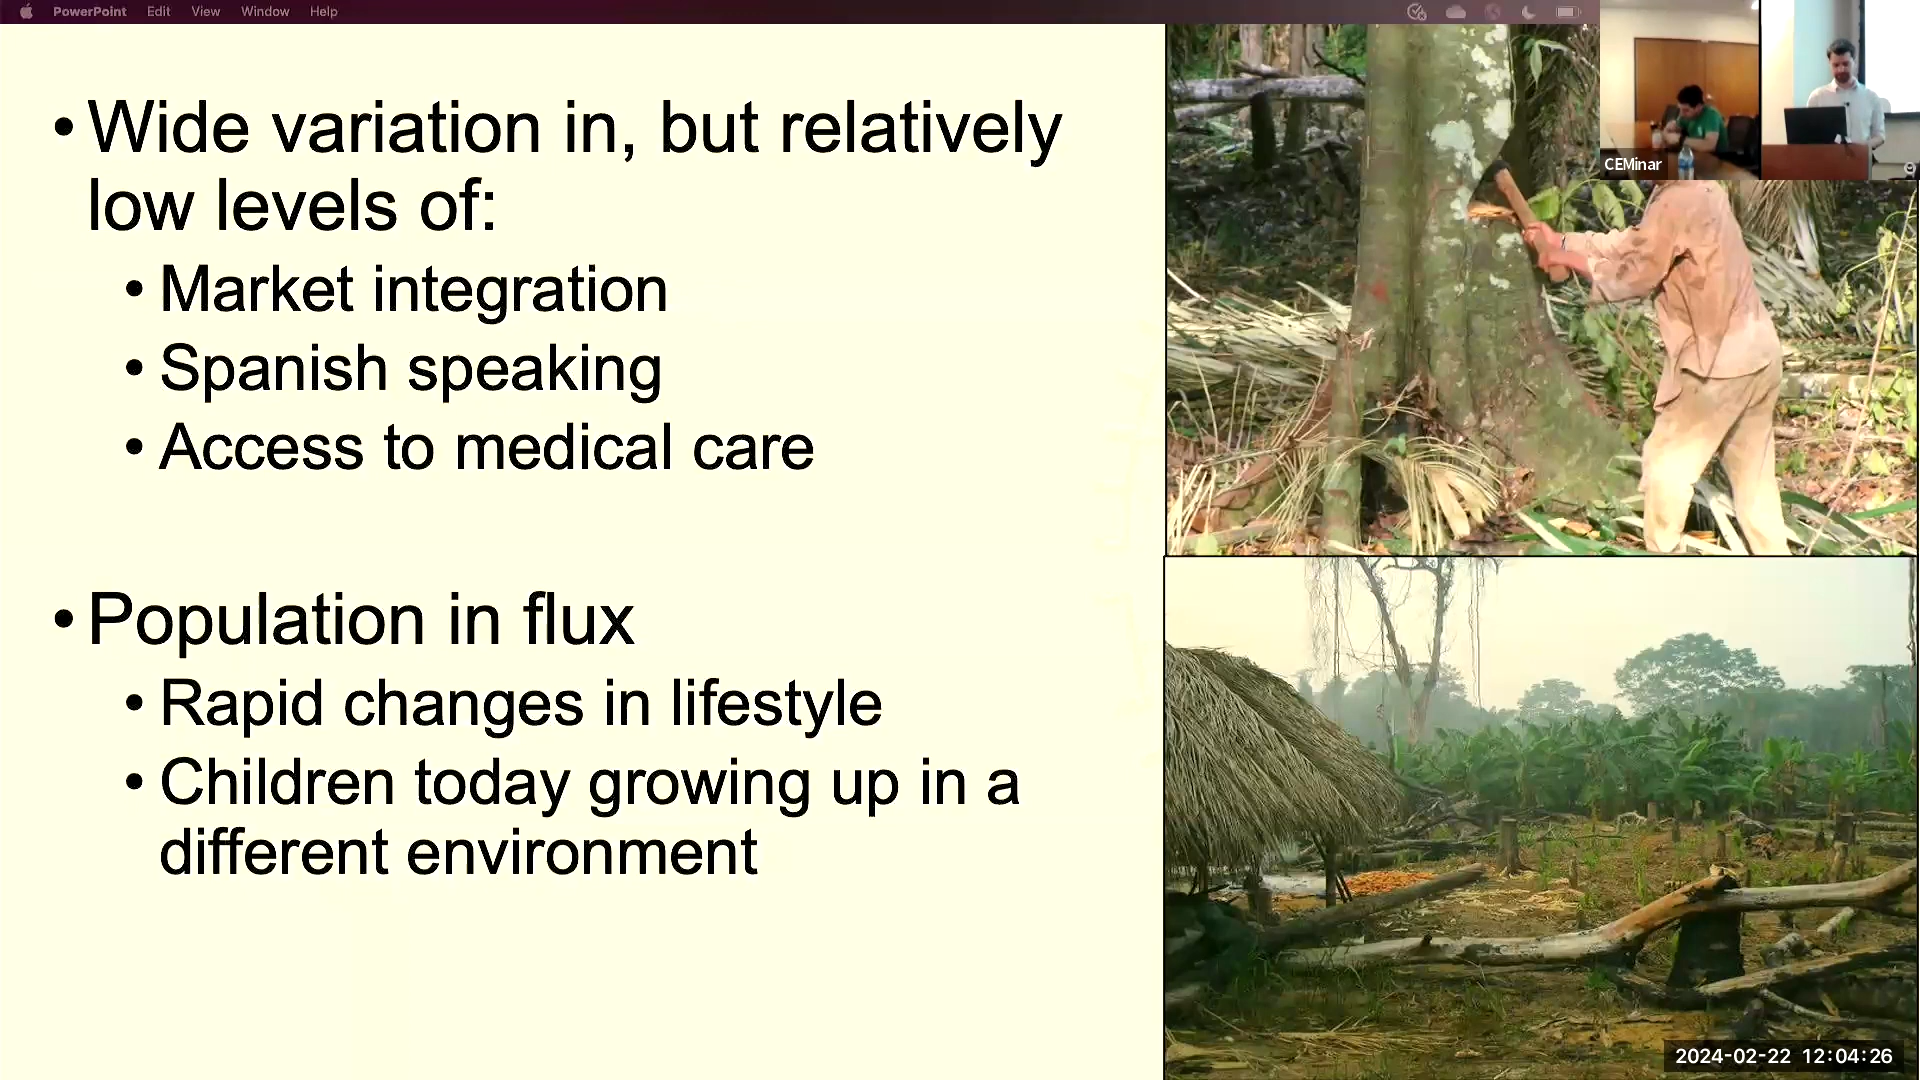 PowerPoint Edit View Window Help
• Wide variation in, but relatively
low levels of:
• Market integration
• Spanish speaking
• Access to medical care
• Population in flux
• Rapid changes in lifestyle
• Children today growing up in a
different environment
CEMinar
2024-02-22 12:04:26